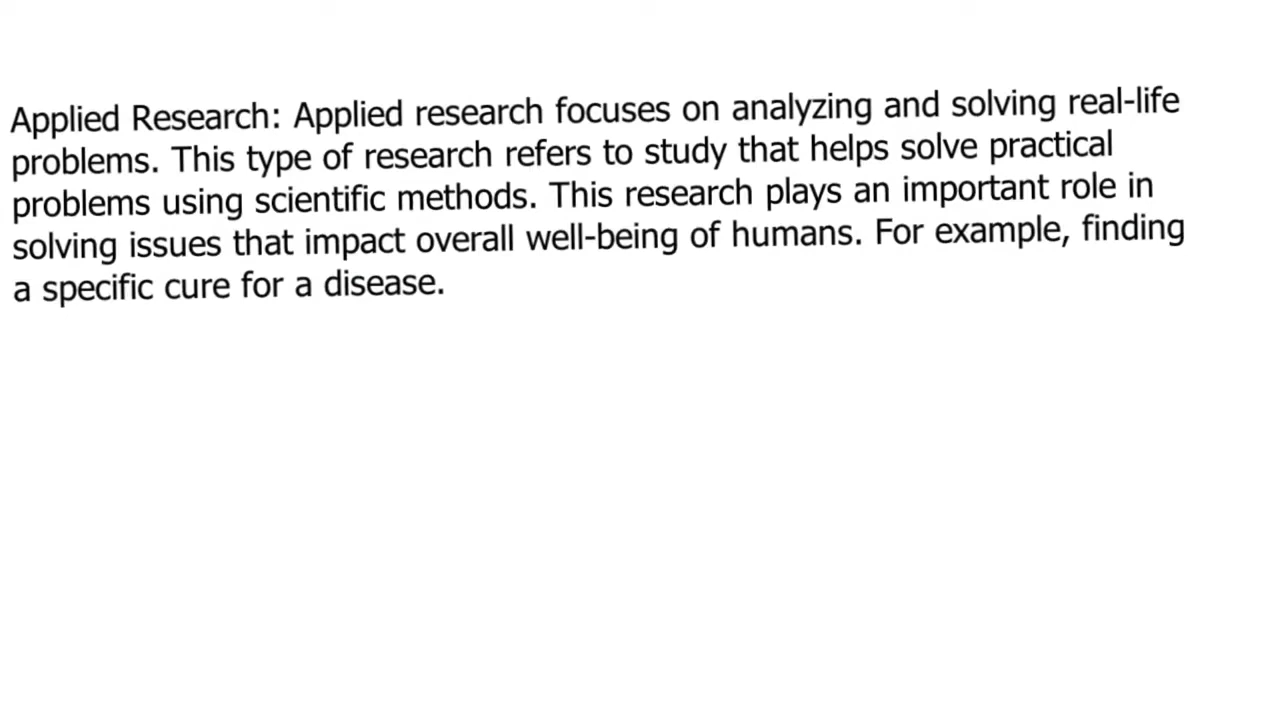 Applied Research: Applied research focuses on analyzing and solving real-life
problems. This type of research refers to study that helps solve practical
problems using scientific methods. This research plays an important role in
solving issues that impact overall well-being of humans. For example, finding
a specific cure for a disease.